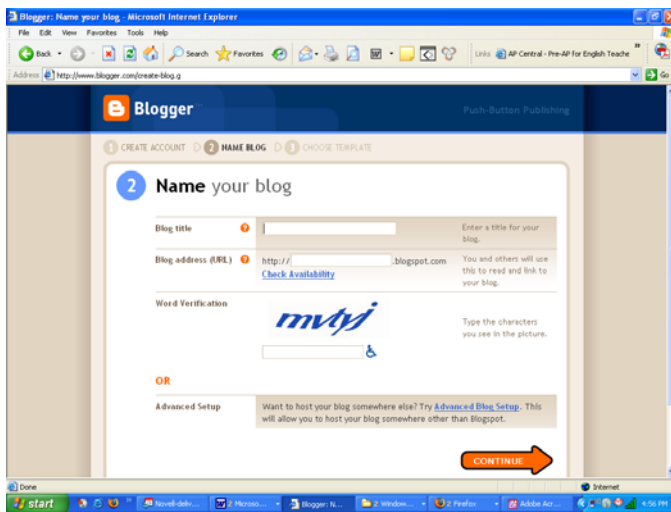 Blogger: Name your blog - Microsoft Internet Explorer
File Edit View Favorites Tools Help
Back Search Favorites Links AP Central - Pre-AP for English Teache
Address http://www.blogger.com/create-blog.g Go
Blogger Push-Button Publishing
1 CREATE ACCOUNT 2 NAME BLOG 3 CHOOSE TEMPLATE
2 Name your blog
Blog title Enter a title for your
blog.
Blog address (URL) http:// .blogspot.com You and others will use
Check Availability this to read and link to
your blog.
Word Verification
mvtyj Type the characters
you see in the picture.
OR
Advanced Setup Want to host your blog somewhere else? Try Advanced Blog Setup. This
will allow you to host your blog somewhere other than Blogspot.
CONTINUE
Done Internet
start Novell-deliv... 2 Microso... Blogger: N... 2 Window... 2 Firefox Adobe Acr... 4:56 PM